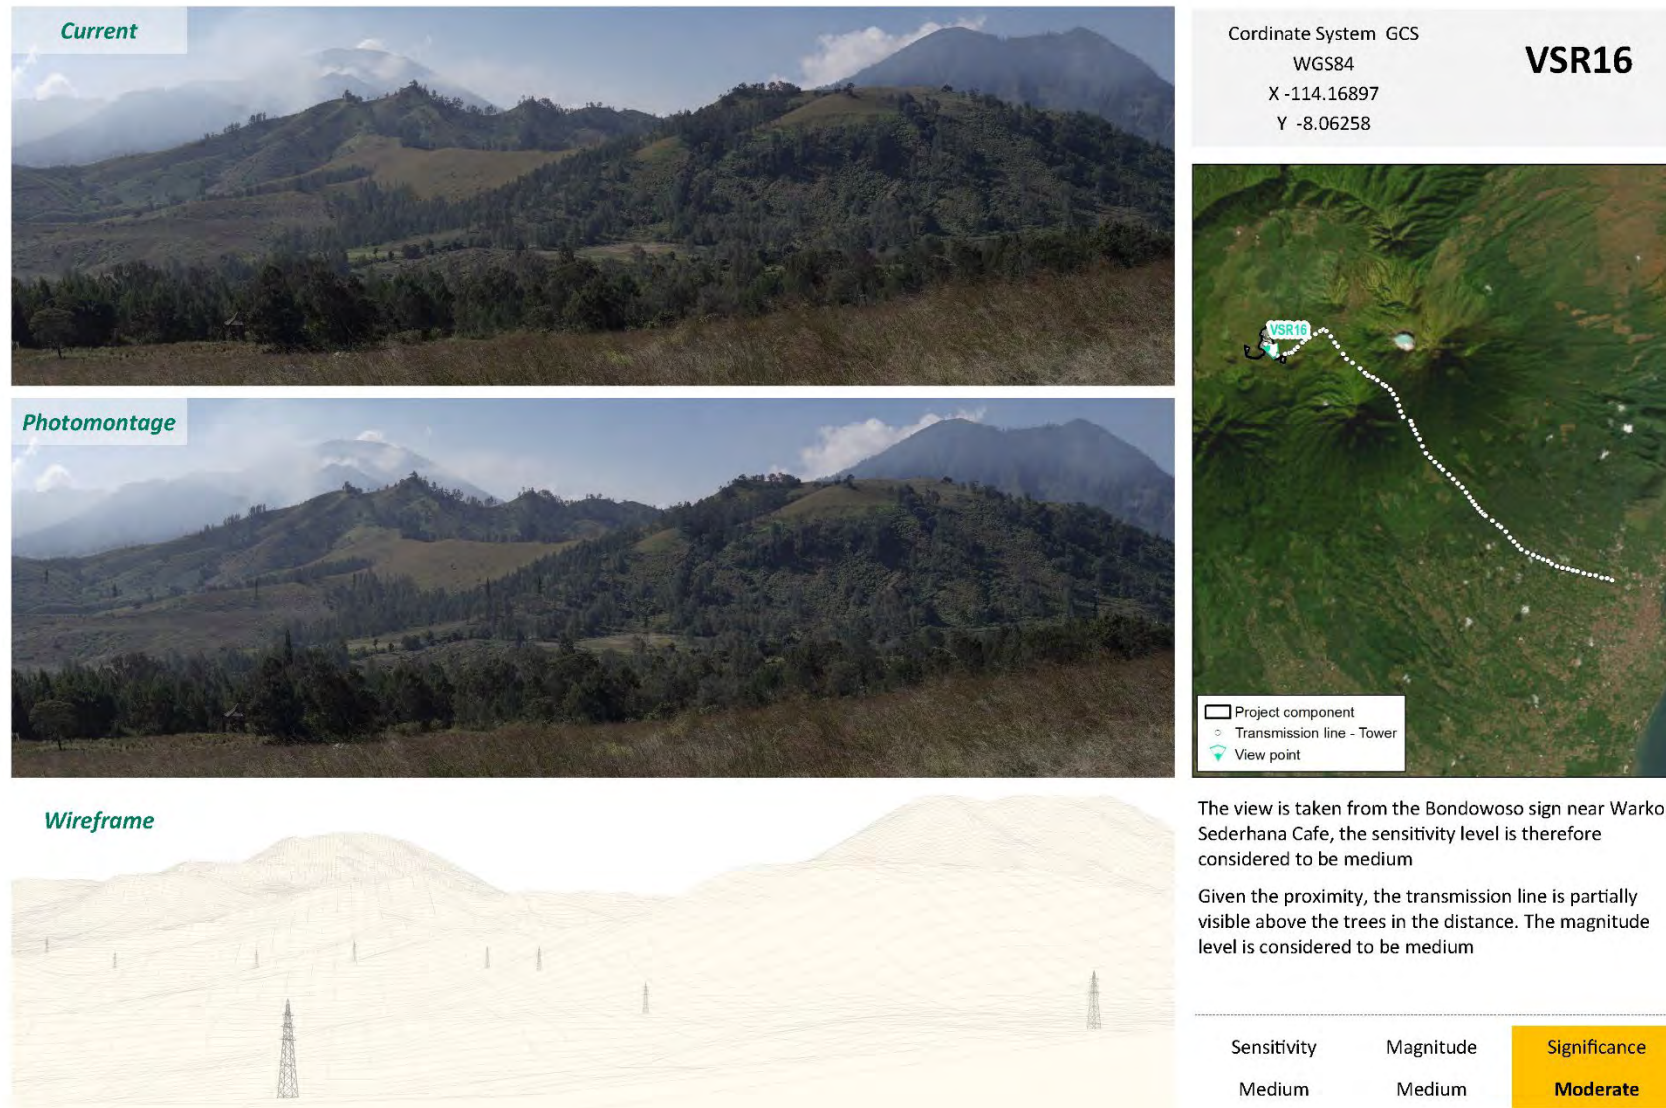 Current
Cordinate System GCS
WGS84
X -114.16897
Y -8.06258
VSR16
VSR16
Photomontage
Project component
Transmission line - Tower
View point
Wireframe
The view is taken from the Bondowoso sign near Warko
Sederhana Cafe, the sensitivity level is therefore
considered to be medium
Given the proximity, the transmission line is partially
visible above the trees in the distance. The magnitude
level is considered to be medium
Sensitivity Magnitude Significance
Medium Medium Moderate